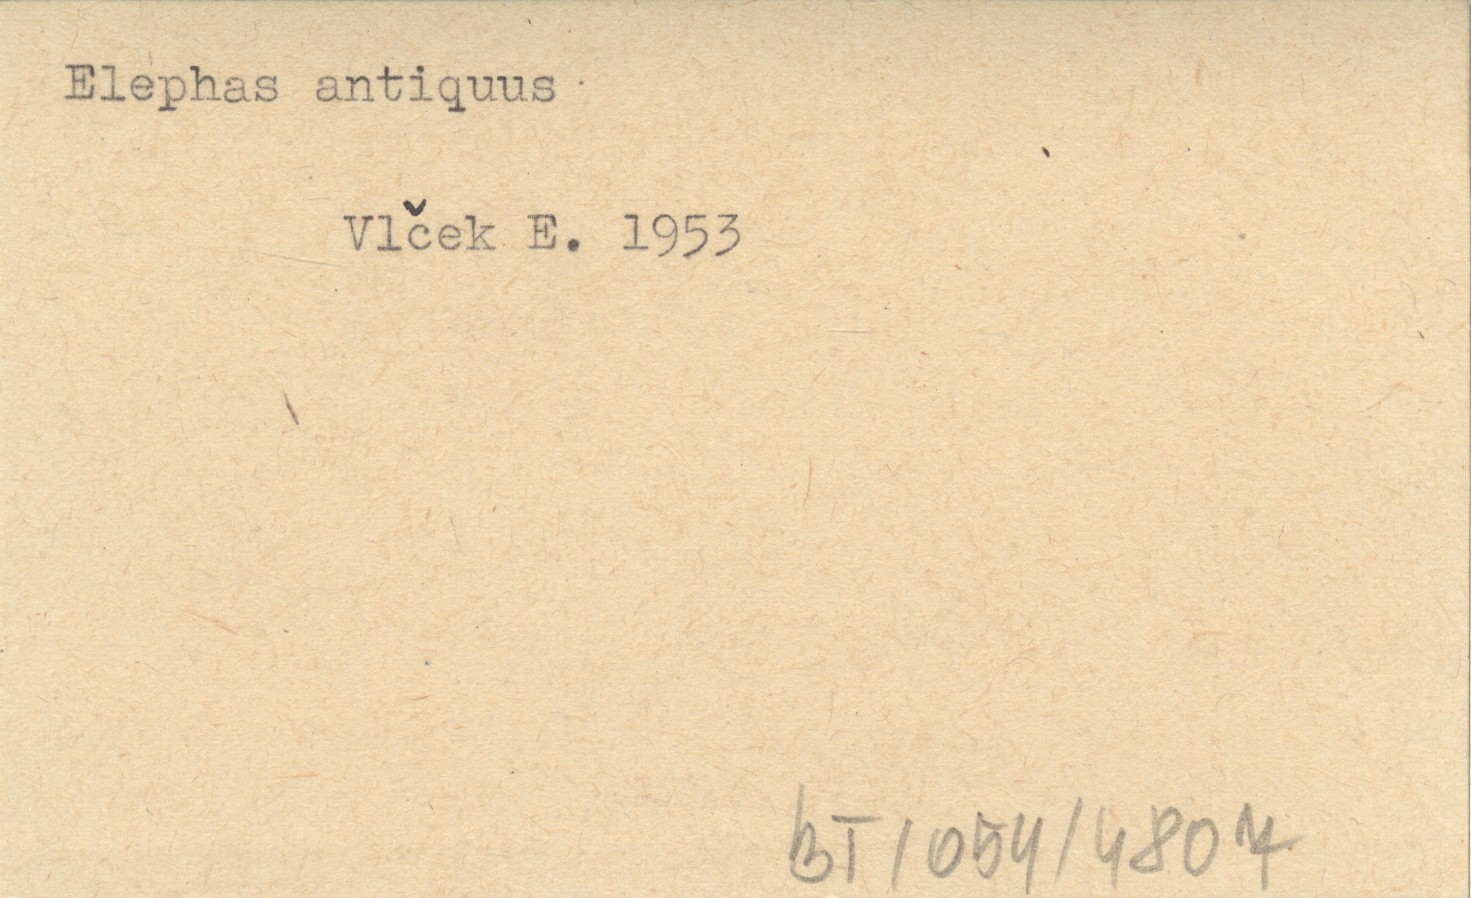 Elephas antiquus
Vlček E. 1953
BT/054/4807